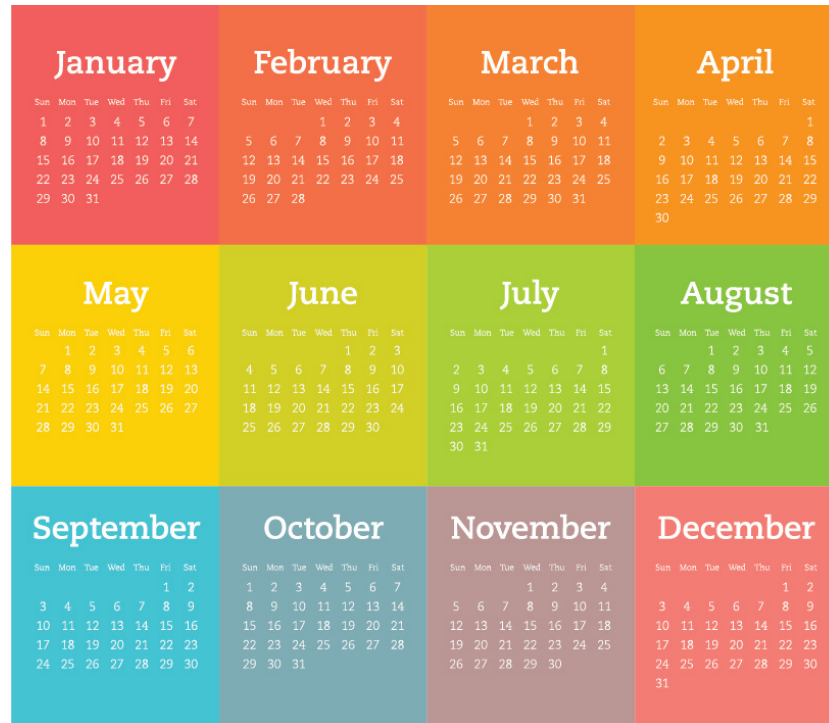 January
Sun Mon Tue Wed Thu Fri Sat
1 2 3 4 5 6 7
8 9 10 11 12 13 14
15 16 17 18 19 20 21
22 23 24 25 26 27 28
29 30 31
February
Sun Mon Tue Wed Thu Fri Sat
1 2 3 4
5 6 7 8 9 10 11
12 13 14 15 16 17 18
19 20 21 22 23 24 25
26 27 28
March
Sun Mon Tue Wed Thu Fri Sat
1 2 3 4
5 6 7 8 9 10 11
12 13 14 15 16 17 18
19 20 21 22 23 24 25
26 27 28 29 30 31
April
Sun Mon Tue Wed Thu Fri Sat
1
2 3 4 5 6 7 8
9 10 11 12 13 14 15
16 17 18 19 20 21 22
23 24 25 26 27 28 29
30
May
Sun Mon Tue Wed Thu Fri Sat
1 2 3 4 5 6
7 8 9 10 11 12 13
14 15 16 17 18 19 20
21 22 23 24 25 26 27
28 29 30 31
June
Sun Mon Tue Wed Thu Fri Sat
1 2 3
4 5 6 7 8 9 10
11 12 13 14 15 16 17
18 19 20 21 22 23 24
25 26 27 28 29 30
July
Sun Mon Tue Wed Thu Fri Sat
1
2 3 4 5 6 7 8
9 10 11 12 13 14 15
16 17 18 19 20 21 22
23 24 25 26 27 28 29
30 31
August
Sun Mon Tue Wed Thu Fri Sat
1 2 3 4 5
6 7 8 9 10 11 12
13 14 15 16 17 18 19
20 21 22 23 24 25 26
27 28 29 30 31
September
Sun Mon Tue Wed Thu Fri Sat
1 2
3 4 5 6 7 8 9
10 11 12 13 14 15 16
17 18 19 20 21 22 23
24 25 26 27 28 29 30
October
Sun Mon Tue Wed Thu Fri Sat
1 2 3 4 5 6 7
8 9 10 11 12 13 14
15 16 17 18 19 20 21
22 23 24 25 26 27 28
29 30 31
November
Sun Mon Tue Wed Thu Fri Sat
1 2 3 4
5 6 7 8 9 10 11
12 13 14 15 16 17 18
19 20 21 22 23 24 25
26 27 28 29 30
December
Sun Mon Tue Wed Thu Fri Sat
1 2
3 4 5 6 7 8 9
10 11 12 13 14 15 16
17 18 19 20 21 22 23
24 25 26 27 28 29 30
31